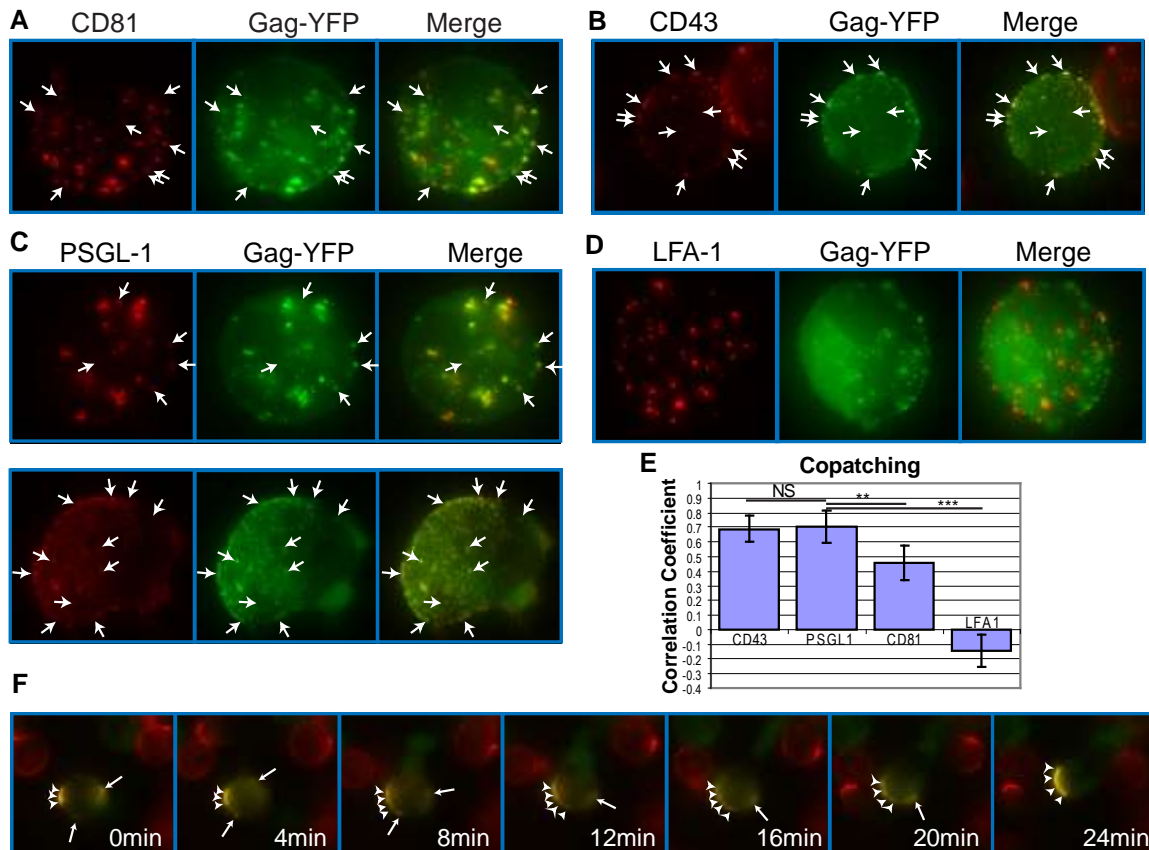 A
CD81 Gag-YFP Merge
B
CD43 Gag-YFP Merge
C
PSGL-1 Gag-YFP Merge
D
LFA-1 Gag-YFP Merge
E
Copatching
Correlation Coefficient
1
0.9
0.8
0.7
0.6
0.5
0.4
0.3
0.2
0.1
0
-0.1
-0.2
-0.3
-0.4
NS
**
***
CD43 PSGL1 CD81 LFA1
F
0min 4min 8min 12min 16min 20min 24min